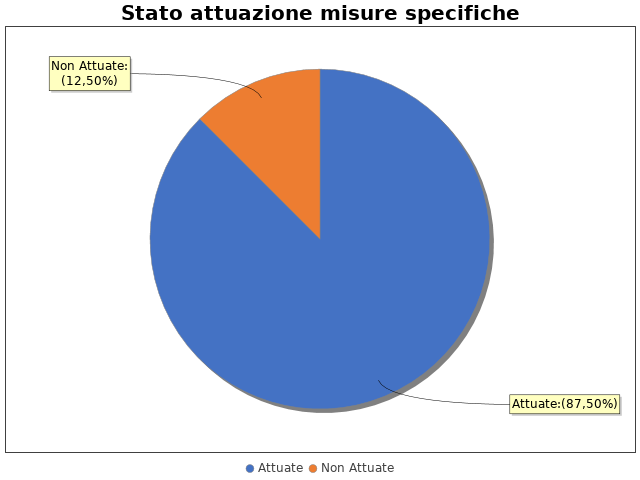 Stato attuazione misure specifiche
Non Attuate:
(12,50%)
Attuate:(87,50%)
Attuate
Non Attuate